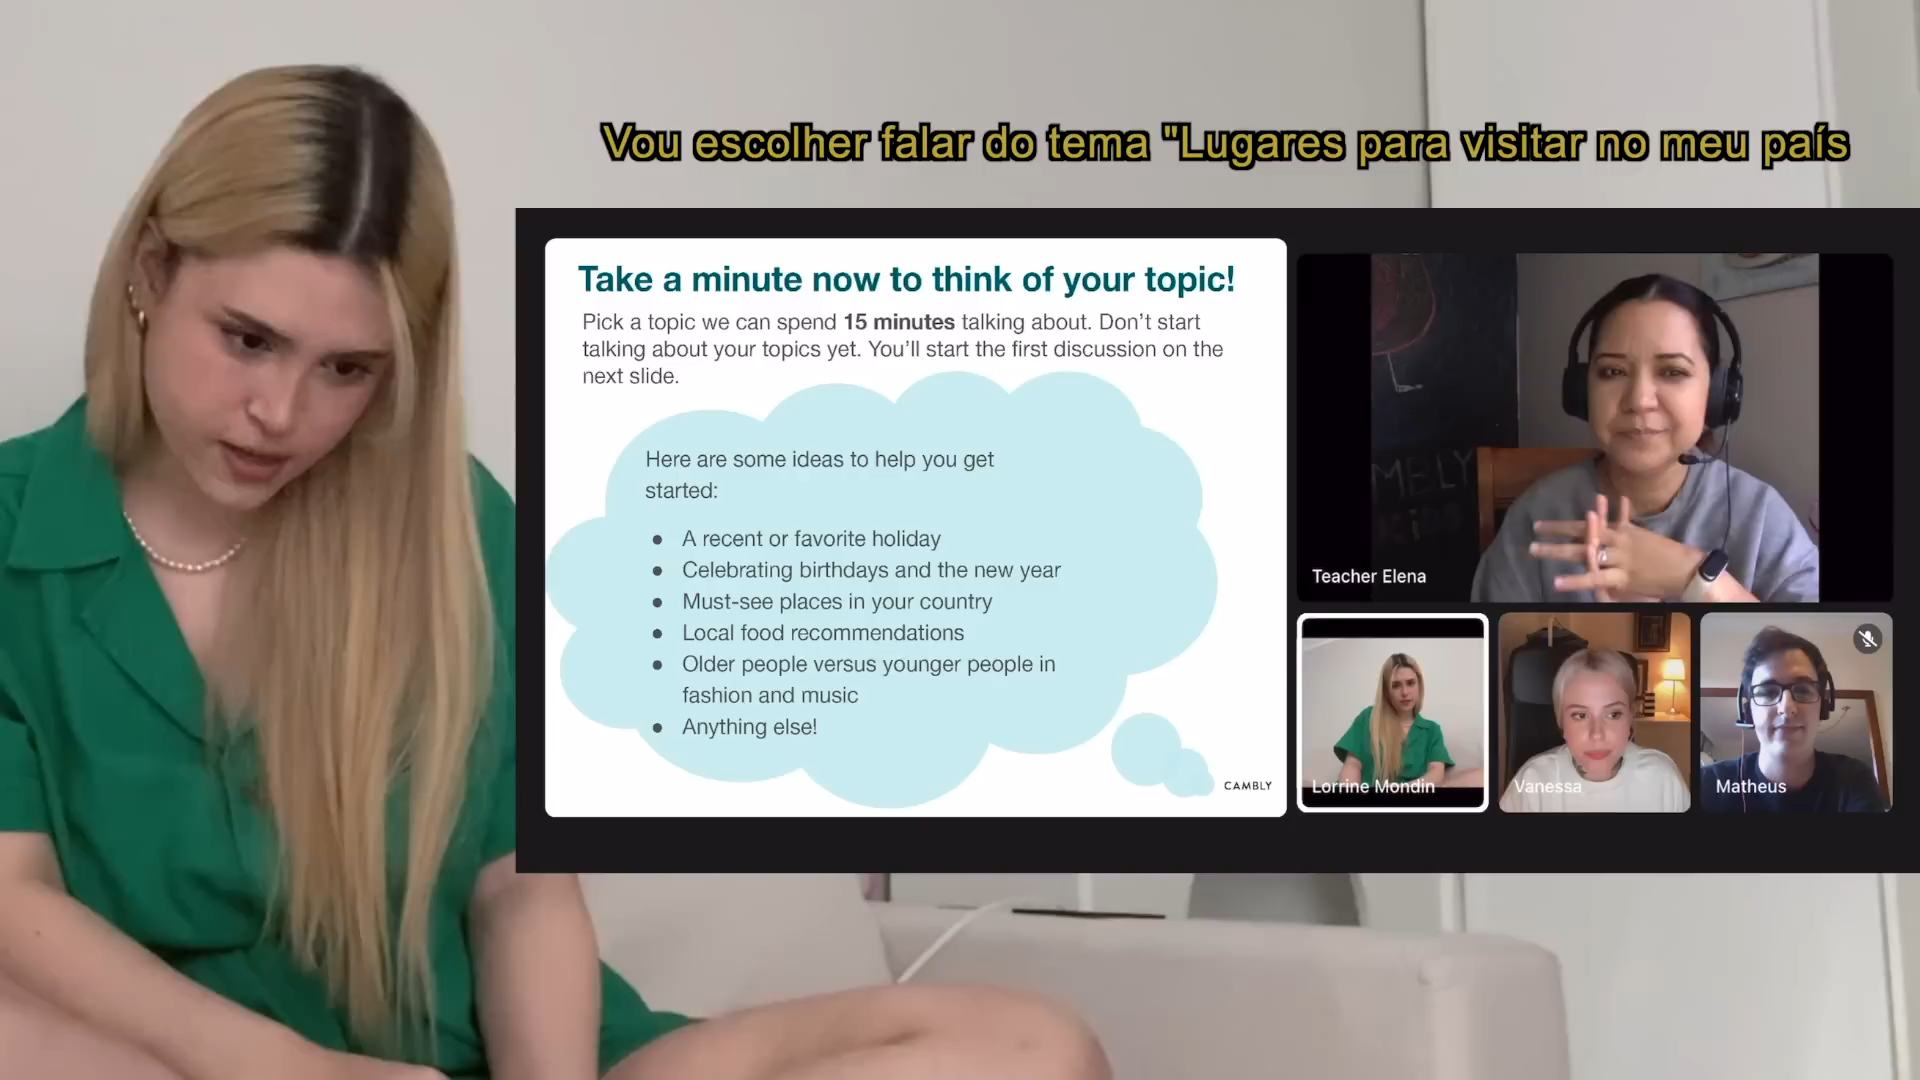 Vou escolher falar do tema "Lugares para visitar no meu país
Take a minute now to think of your topic!
Pick a topic we can spend 15 minutes talking about. Don't start
talking about your topics yet. You'll start the first discussion on the
next slide.
Here are some ideas to help you get
started:
● A recent or favorite holiday
● Celebrating birthdays and the new year
● Must-see places in your country
● Local food recommendations
● Older people versus younger people in
fashion and music
● Anything else!
CAMBLY
MBLY
KiDS
Teacher Elena
Lorrine Mondin
Vanessa
Matheus